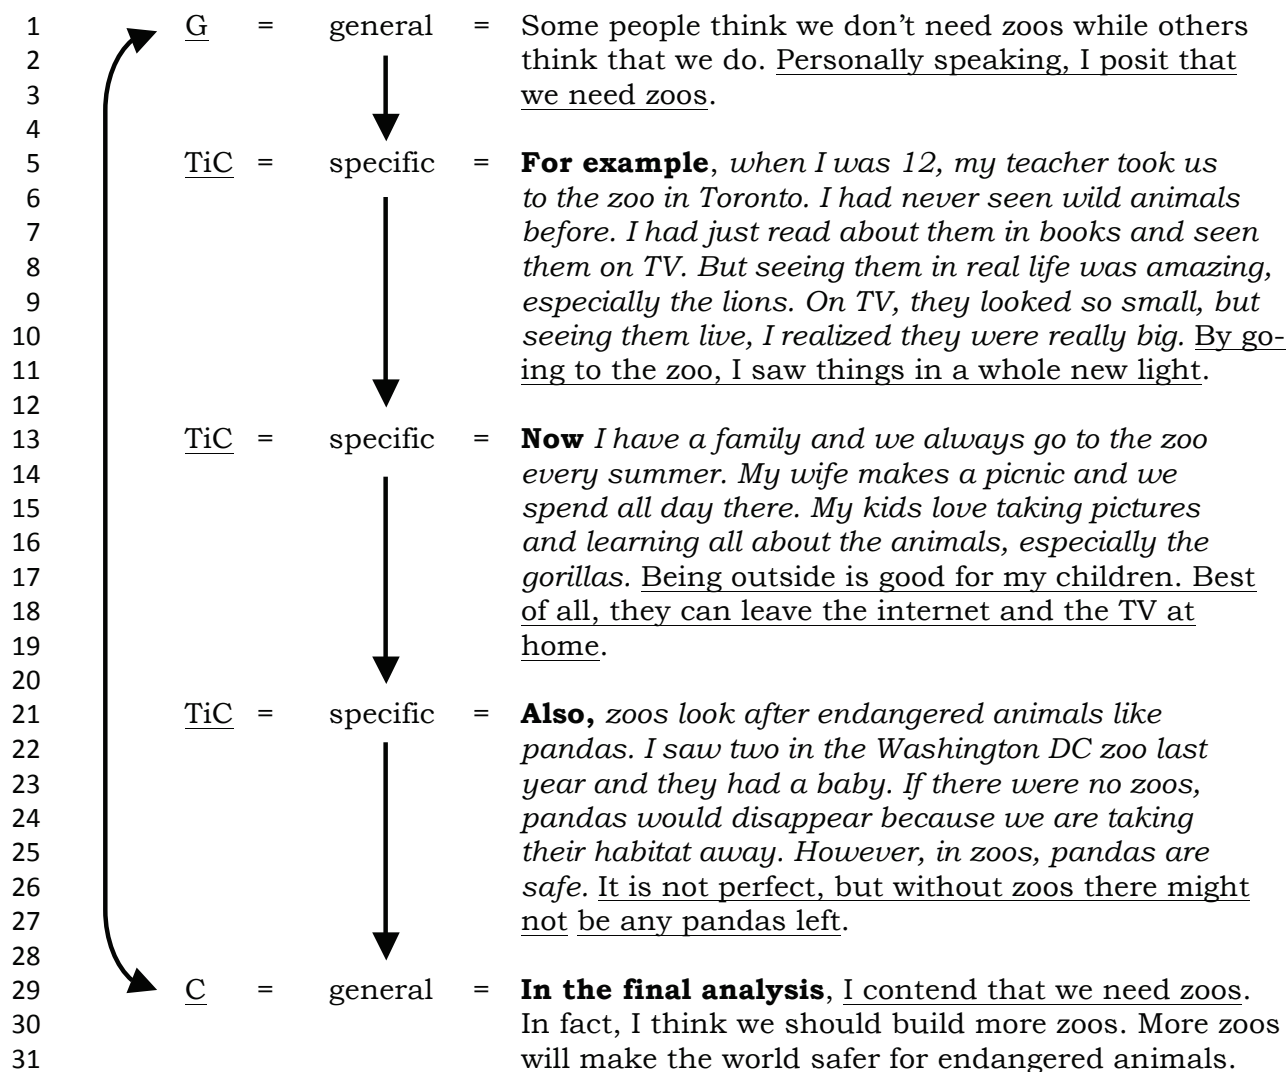 1 G = general = Some people think we don’t need zoos while others
2 think that we do. Personally speaking, I posit that
3 we need zoos.
4
5 TiC = specific = For example, when I was 12, my teacher took us
6 to the zoo in Toronto. I had never seen wild animals
7 before. I had just read about them in books and seen
8 them on TV. But seeing them in real life was amazing,
9 especially the lions. On TV, they looked so small, but
10 seeing them live, I realized they were really big. By go-
11 ing to the zoo, I saw things in a whole new light.
12
13 TiC = specific = Now I have a family and we always go to the zoo
14 every summer. My wife makes a picnic and we
15 spend all day there. My kids love taking pictures
16 and learning all about the animals, especially the
17 gorillas. Being outside is good for my children. Best
18 of all, they can leave the internet and the TV at
19 home.
20
21 TiC = specific = Also, zoos look after endangered animals like
22 pandas. I saw two in the Washington DC zoo last
23 year and they had a baby. If there were no zoos,
24 pandas would disappear because we are taking
25 their habitat away. However, in zoos, pandas are
26 safe. It is not perfect, but without zoos there might
27 not be any pandas left.
28
29 C = general = In the final analysis, I contend that we need zoos.
30 In fact, I think we should build more zoos. More zoos
31 will make the world safer for endangered animals.